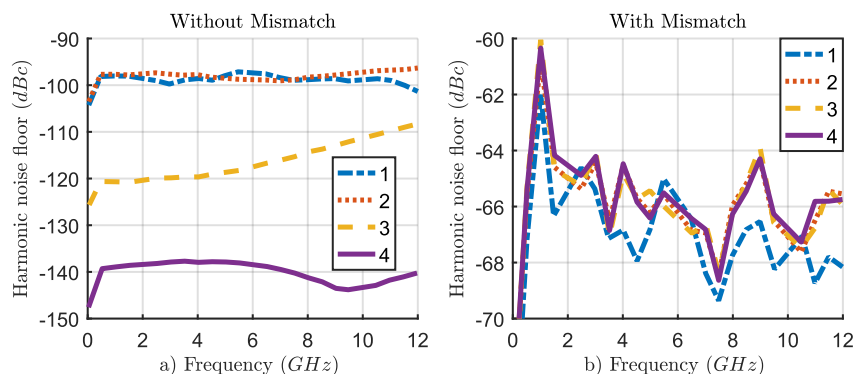 Without Mismatch
Harmonic noise floor (dBc)
-90
-100
-110
-120
-130
-140
-150
1
2
3
4
0 2 4 6 8 10 12
a) Frequency (GHz)
With Mismatch
Harmonic noise floor (dBc)
-60
-62
-64
-66
-68
-70
1
2
3
4
0 2 4 6 8 10 12
b) Frequency (GHz)